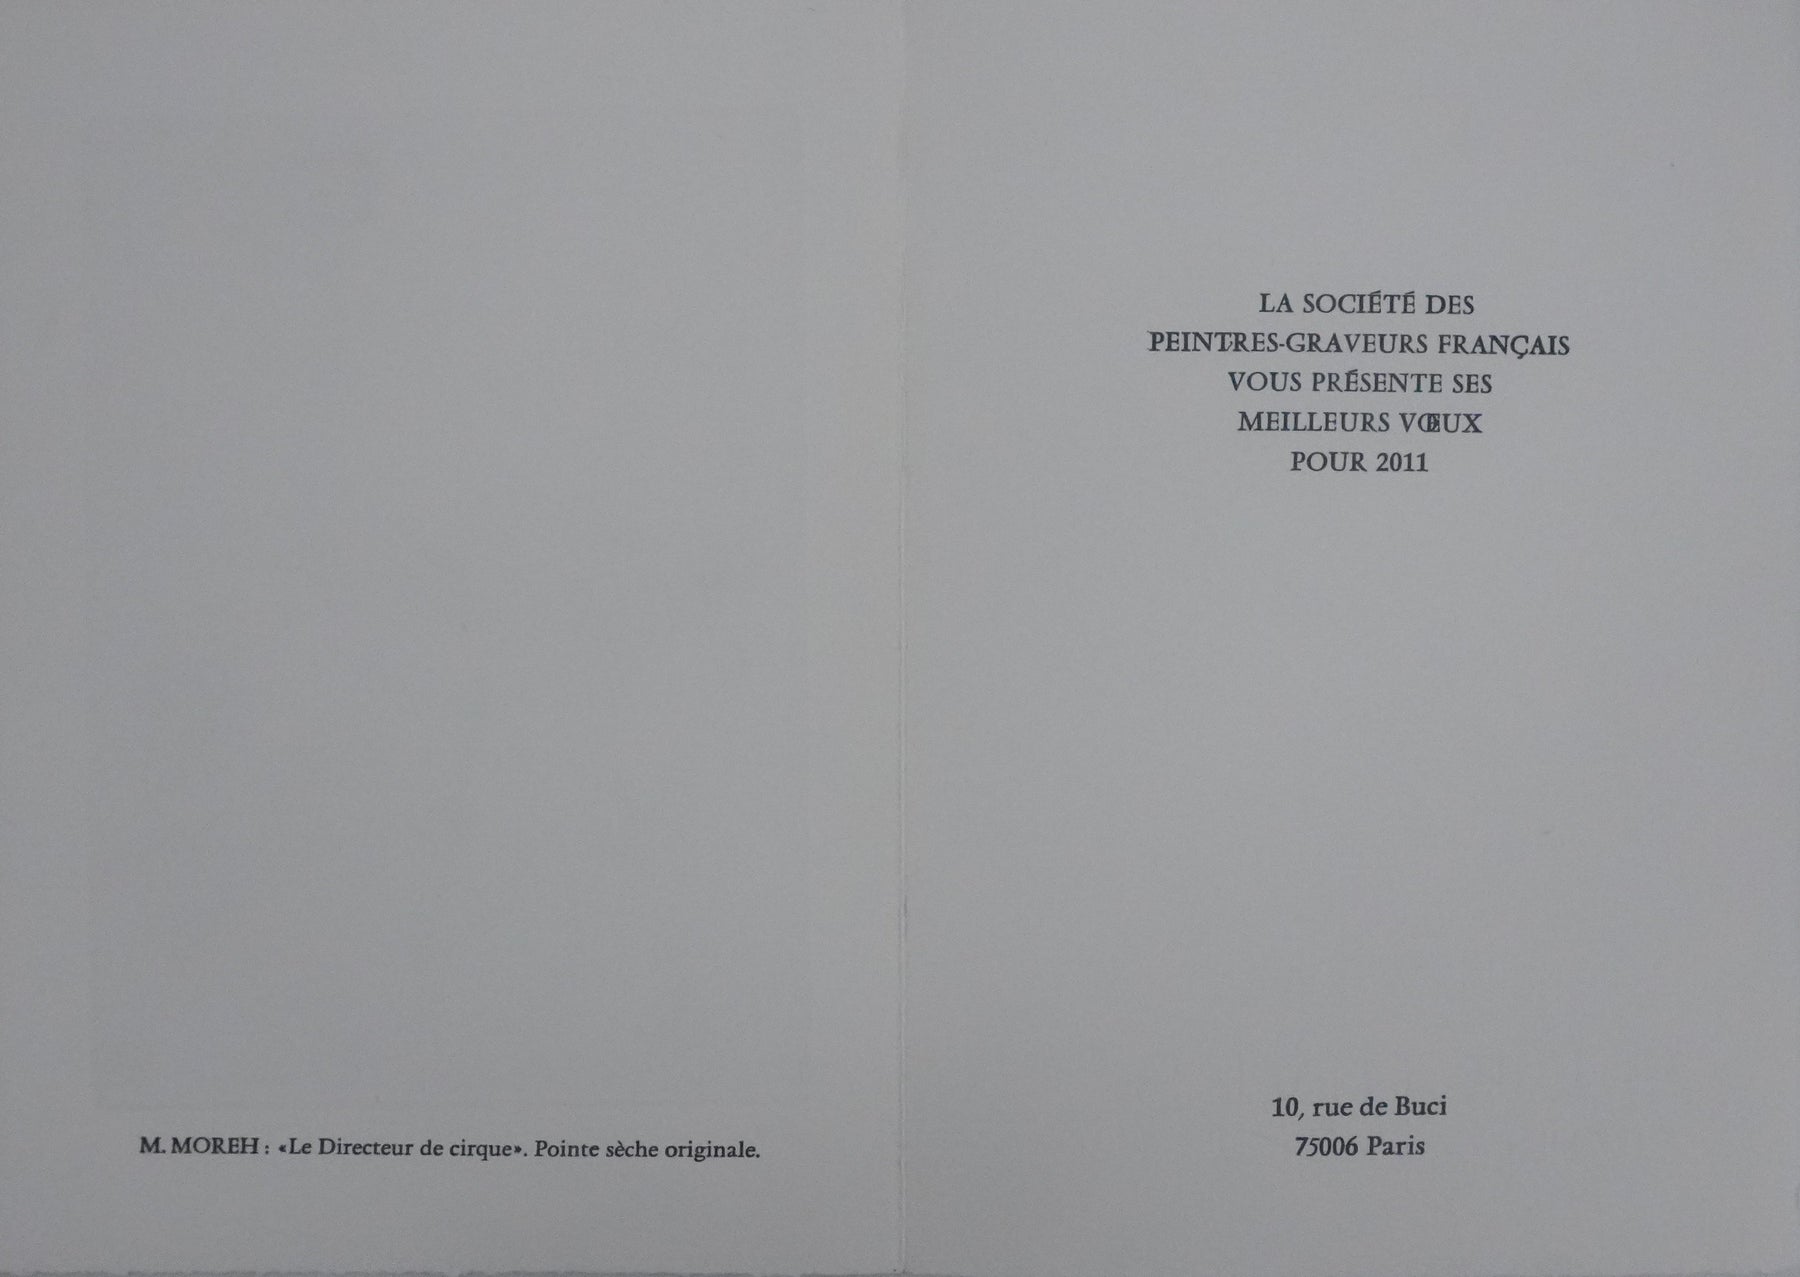 M. MOREH : «Le Directeur de cirque». Pointe sèche originale.
LA SOCIÉTÉ DES
PEINTRES-GRAVEURS FRANÇAIS
VOUS PRÉSENTE SES
MEILLEURS VŒUX
POUR 2011
10, rue de Buci
75006 Paris